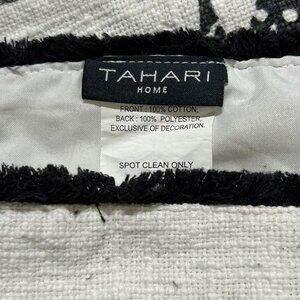 TAHARI
HOME
FRONT: 100% COTTON.
BACK: 100% POLYESTER.
EXCLUSIVE OF DECORATION.
SPOT CLEAN ONLY